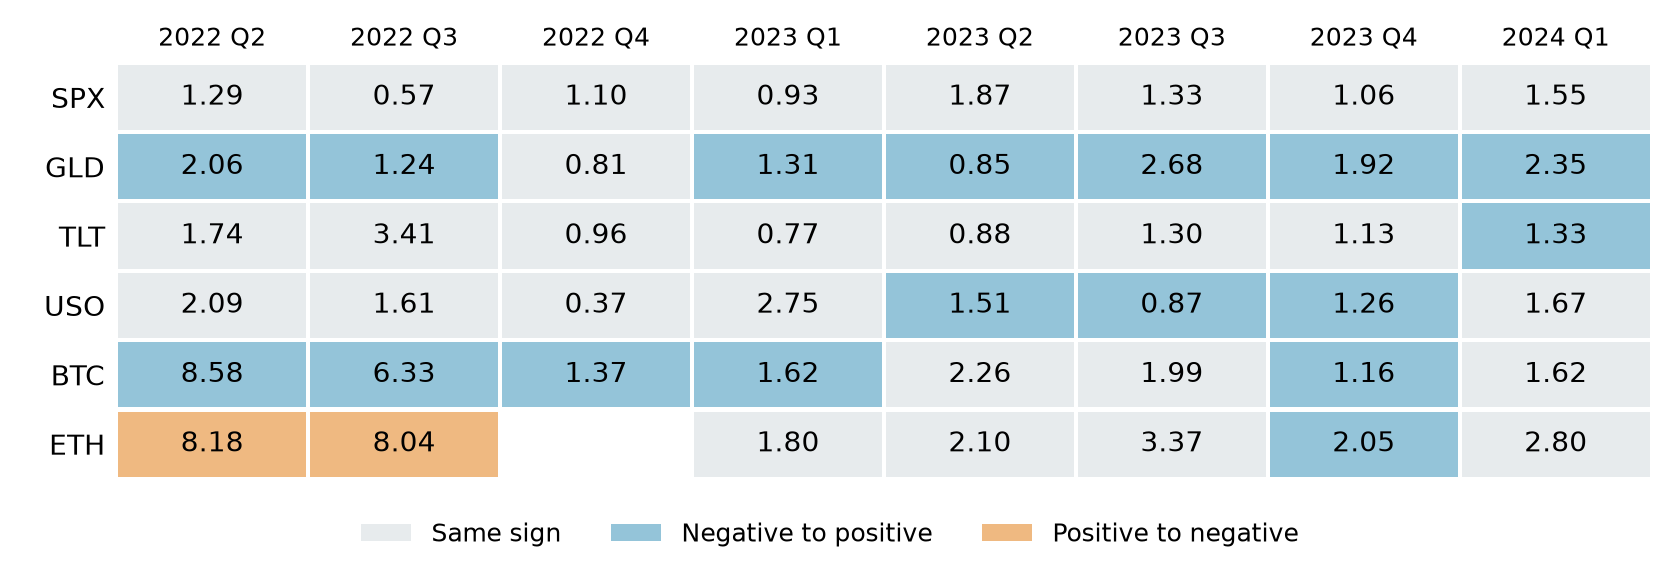 2022 Q2 2022 Q3 2022 Q4 2023 Q1 2023 Q2 2023 Q3 2023 Q4 2024 Q1
SPX 1.29 0.57 1.10 0.93 1.87 1.33 1.06 1.55
GLD 2.06 1.24 0.81 1.31 0.85 2.68 1.92 2.35
TLT 1.74 3.41 0.96 0.77 0.88 1.30 1.13 1.33
USO 2.09 1.61 0.37 2.75 1.51 0.87 1.26 1.67
BTC 8.58 6.33 1.37 1.62 2.26 1.99 1.16 1.62
ETH 8.18 8.04 1.80 2.10 3.37 2.05 2.80
Same sign Negative to positive Positive to negative